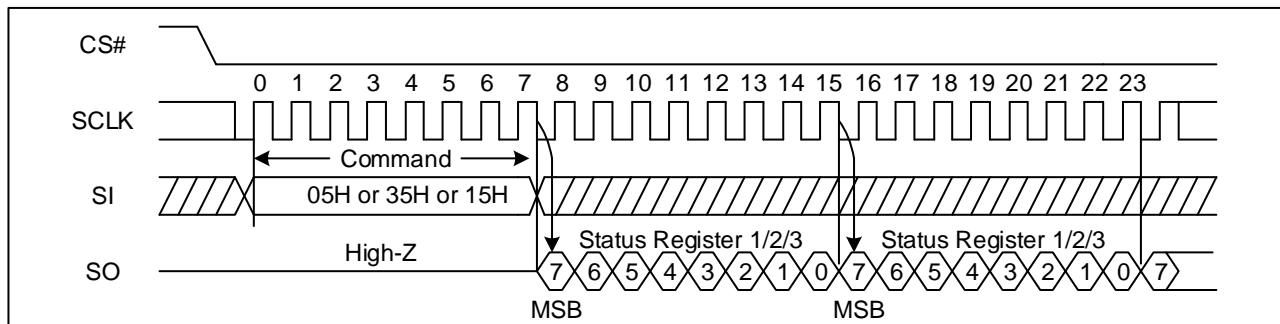 CS#
0 1 2 3 4 5 6 7 8 9 10 11 12 13 14 15 16 17 18 19 20 21 22 23
SCLK
Command
SI
05H or 35H or 15H
High-Z
Status Register 1/2/3 Status Register 1/2/3
SO
7 6 5 4 3 2 1 0 7 6 5 4 3 2 1 0 7
MSB MSB